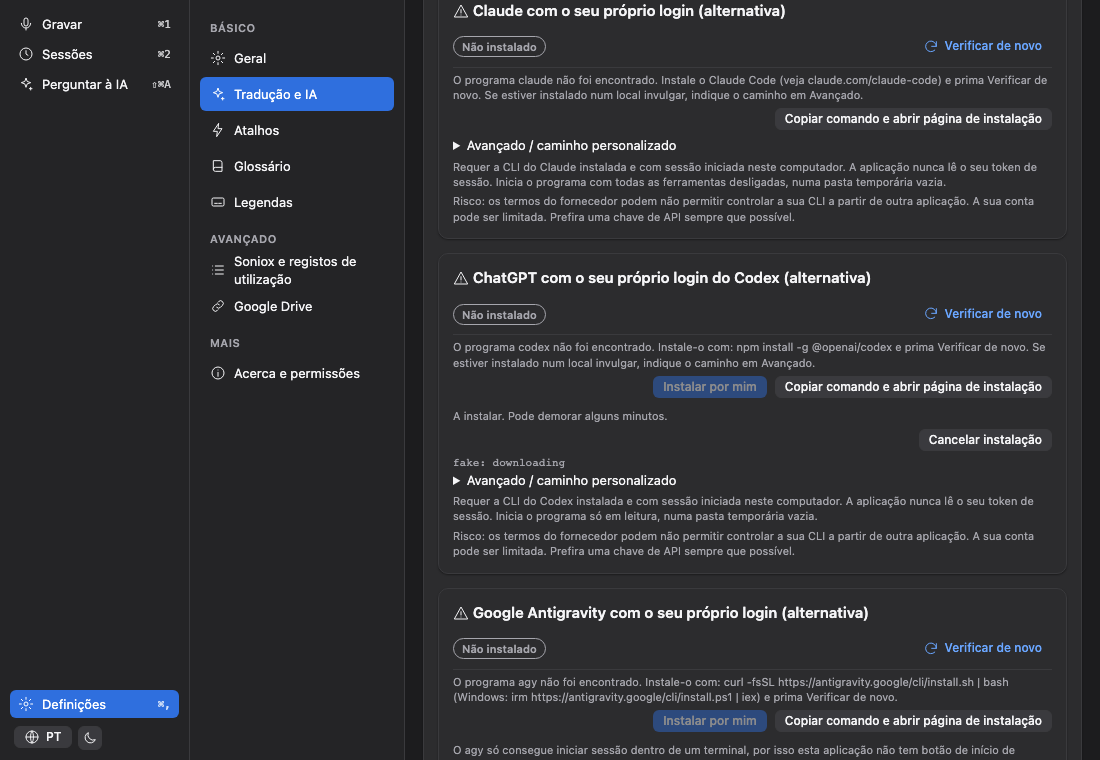 Gravar ⌘1
Sessões ⌘2
Perguntar à IA ⇧⌘A
Definições ⌘,
PT
BÁSICO
Geral
Tradução e IA
Atalhos
Glossário
Legendas
AVANÇADO
Soniox e registos de
utilização
Google Drive
MAIS
Acerca e permissões
Claude com o seu próprio login (alternativa)
Não instalado
Verificar de novo
O programa claude não foi encontrado. Instale o Claude Code (veja claude.com/claude-code) e prima Verificar de
novo. Se estiver instalado num local invulgar, indique o caminho em Avançado.
Copiar comando e abrir página de instalação
Avançado / caminho personalizado
Requer a CLI do Claude instalada e com sessão iniciada neste computador. A aplicação nunca lê o seu token de
sessão. Inicia o programa com todas as ferramentas desligadas, numa pasta temporária vazia.
Risco: os termos do fornecedor podem não permitir controlar a sua CLI a partir de outra aplicação. A sua conta
pode ser limitada. Prefira uma chave de API sempre que possível.
ChatGPT com o seu próprio login do Codex (alternativa)
Não instalado
Verificar de novo
O programa codex não foi encontrado. Instale-o com: npm install -g @openai/codex e prima Verificar de novo. Se
estiver instalado num local invulgar, indique o caminho em Avançado.
Instalar por mim
Copiar comando e abrir página de instalação
A instalar. Pode demorar alguns minutos.
Cancelar instalação
fake: downloading
Avançado / caminho personalizado
Requer a CLI do Codex instalada e com sessão iniciada neste computador. A aplicação nunca lê o seu token de
sessão. Inicia o programa só em leitura, numa pasta temporária vazia.
Risco: os termos do fornecedor podem não permitir controlar a sua CLI a partir de outra aplicação. A sua conta
pode ser limitada. Prefira uma chave de API sempre que possível.
Google Antigravity com o seu próprio login (alternativa)
Não instalado
Verificar de novo
O programa agy não foi encontrado. Instale-o com: curl -fsSL https://antigravity.google/cli/install.sh | bash
(Windows: irm https://antigravity.google/cli/install.ps1 | iex) e prima Verificar de novo.
Instalar por mim
Copiar comando e abrir página de instalação
O agy só consegue iniciar sessão dentro de um terminal, por isso esta aplicação não tem botão de início de